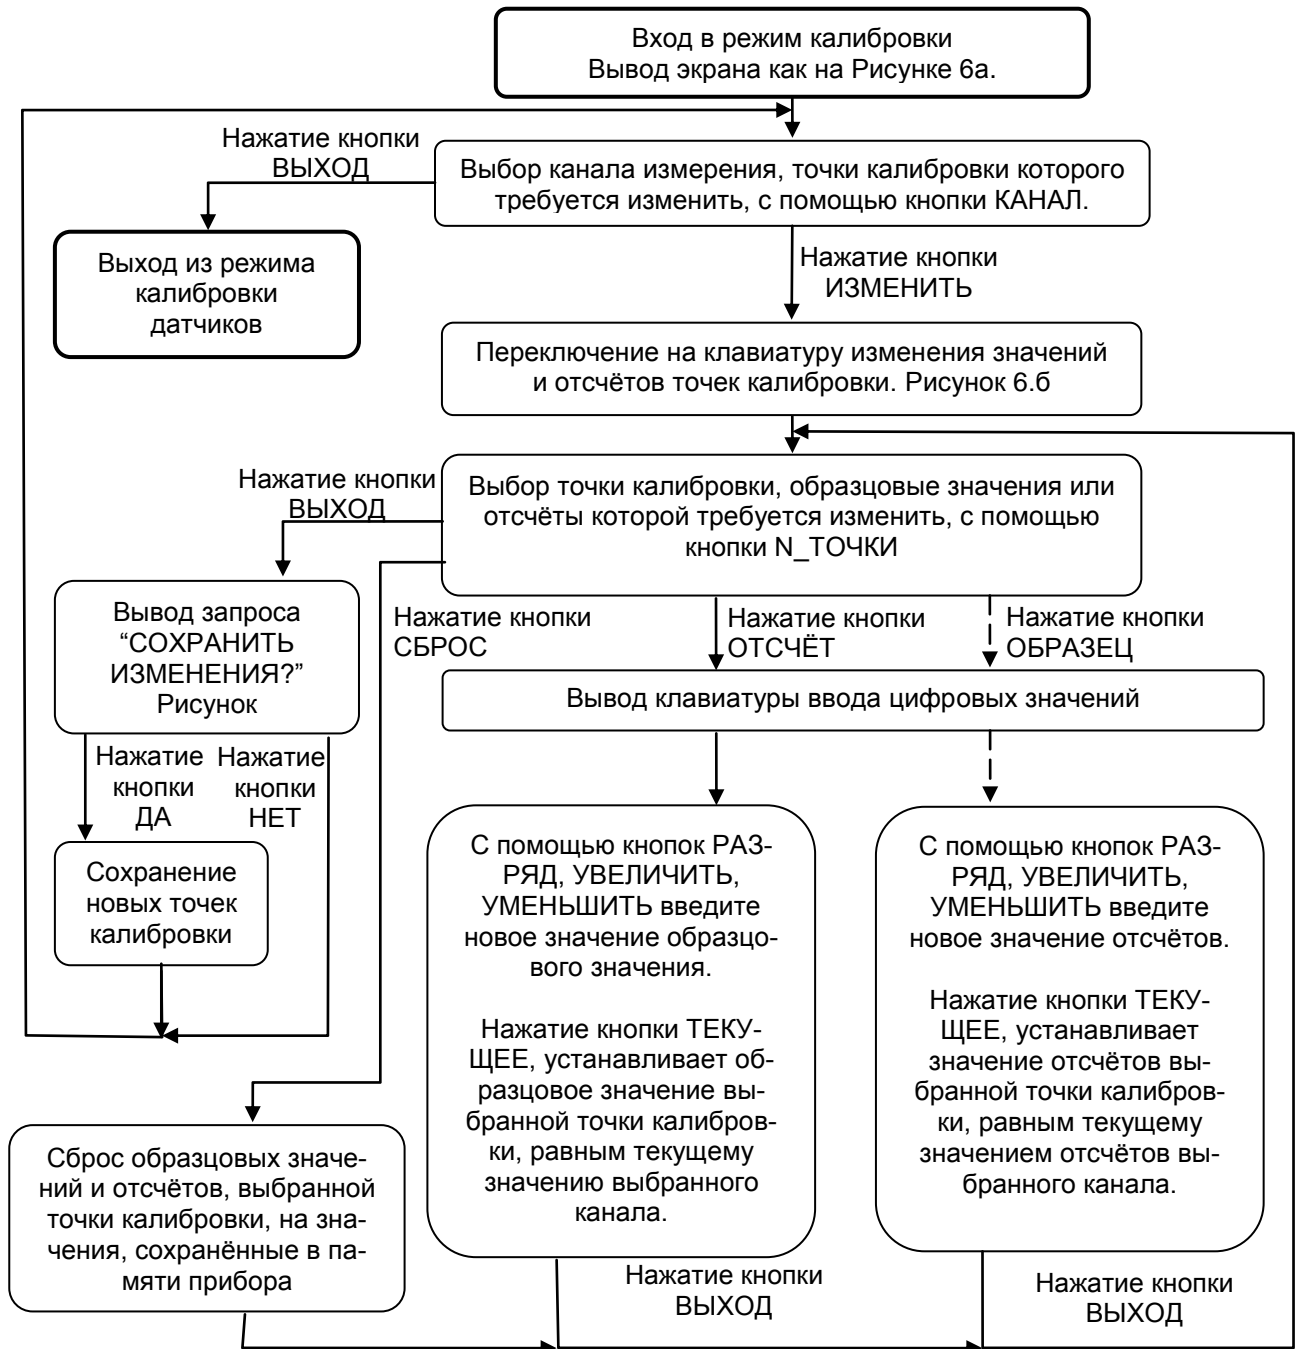 Вход в режим калибровки
Вывод экрана как на Рисунке 6а.
Нажатие кнопки
ВЫХОД
Выбор канала измерения, точки калибровки которого
требуется изменить, с помощью кнопки КАНАЛ.
Выход из режима
калибровки
датчиков
Нажатие кнопки
ИЗМЕНИТЬ
Переключение на клавиатуру изменения значений
и отсчётов точек калибровки. Рисунок 6.б
Нажатие кнопки
ВЫХОД
Выбор точки калибровки, образцовые значения или
отсчёты которой требуется изменить, с помощью
кнопки N_ТОЧКИ
Вывод запроса
“СОХРАНИТЬ
ИЗМЕНЕНИЯ?”
Рисунок
Нажатие кнопки
СБРОС
Нажатие кнопки
ОТСЧЁТ
Нажатие кнопки
ОБРАЗЕЦ
Вывод клавиатуры ввода цифровых значений
Нажатие
кнопки
ДА
Нажатие
кнопки
НЕТ
Сохранение
новых точек
калибровки
С помощью кнопок РАЗ-
РЯД, УВЕЛИЧИТЬ,
УМЕНЬШИТЬ введите
новое значение образцо-
вого значения.
Нажатие кнопки ТЕКУ-
ЩЕЕ, устанавливает об-
разцовое значение вы-
бранной точки калибров-
ки, равным текущему
значению выбранного
канала.
С помощью кнопок РАЗ-
РЯД, УВЕЛИЧИТЬ,
УМЕНЬШИТЬ введите
новое значение отсчётов.
Нажатие кнопки ТЕКУ-
ЩЕЕ, устанавливает
значение отсчётов вы-
бранной точки калибров-
ки, равным текущему
значением отсчётов вы-
бранного канала.
Сброс образцовых значе-
ний и отсчётов, выбранной
точки калибровки, на зна-
чения, сохранённые в па-
мяти прибора
Нажатие кнопки
ВЫХОД
Нажатие кнопки
ВЫХОД